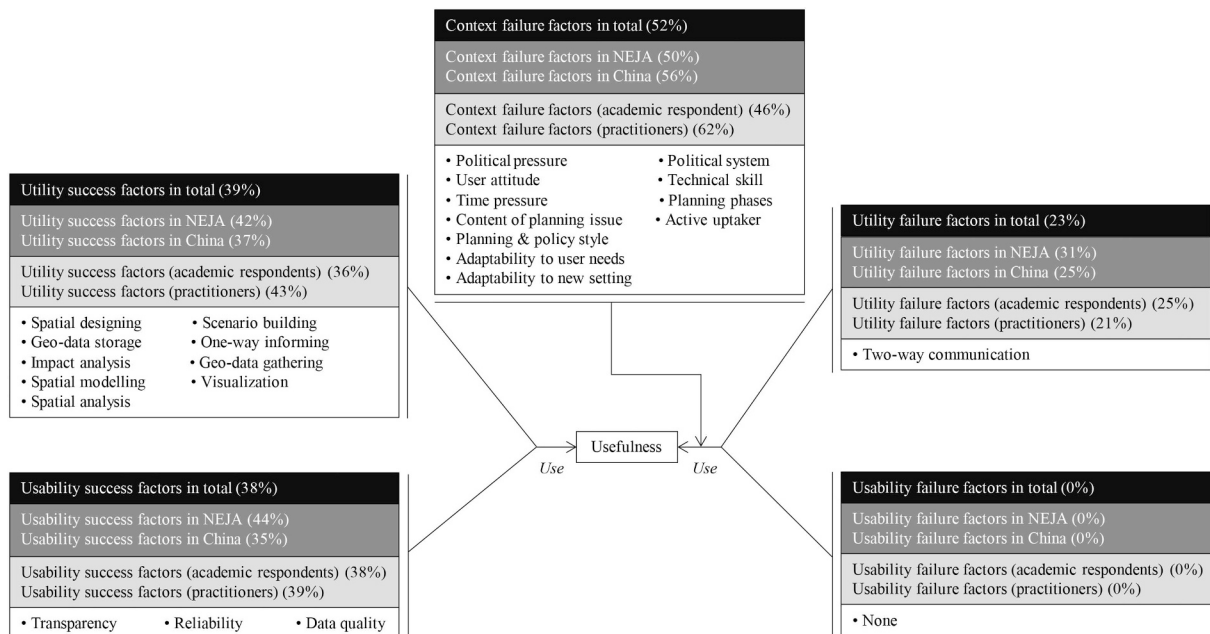 Context failure factors in total (52%)
Context failure factors in NEJA (50%)
Context failure factors in China (56%)
Context failure factors (academic respondent) (46%)
Context failure factors (practitioners) (62%)
• Political pressure
• User attitude
• Time pressure
• Content of planning issue
• Planning & policy style
• Adaptability to user needs
• Adaptability to new setting
• Political system
• Technical skill
• Planning phases
• Active uptaker
Utility success factors in total (39%)
Utility success factors in NEJA (42%)
Utility success factors in China (37%)
Utility success factors (academic respondents) (36%)
Utility success factors (practitioners) (43%)
• Spatial designing
• Geo-data storage
• Impact analysis
• Spatial modelling
• Spatial analysis
• Scenario building
• One-way informing
• Geo-data gathering
• Visualization
Utility failure factors in total (23%)
Utility failure factors in NEJA (31%)
Utility failure factors in China (25%)
Utility failure factors (academic respondents) (25%)
Utility failure factors (practitioners) (21%)
• Two-way communication
Usefulness
Use
Use
Usability success factors in total (38%)
Usability success factors in NEJA (44%)
Usability success factors in China (35%)
Usability success factors (academic respondents) (38%)
Usability success factors (practitioners) (39%)
• Transparency • Reliability • Data quality
Usability failure factors in total (0%)
Usability failure factors in NEJA (0%)
Usability failure factors in China (0%)
Usability failure factors (academic respondents) (0%)
Usability failure factors (practitioners) (0%)
• None